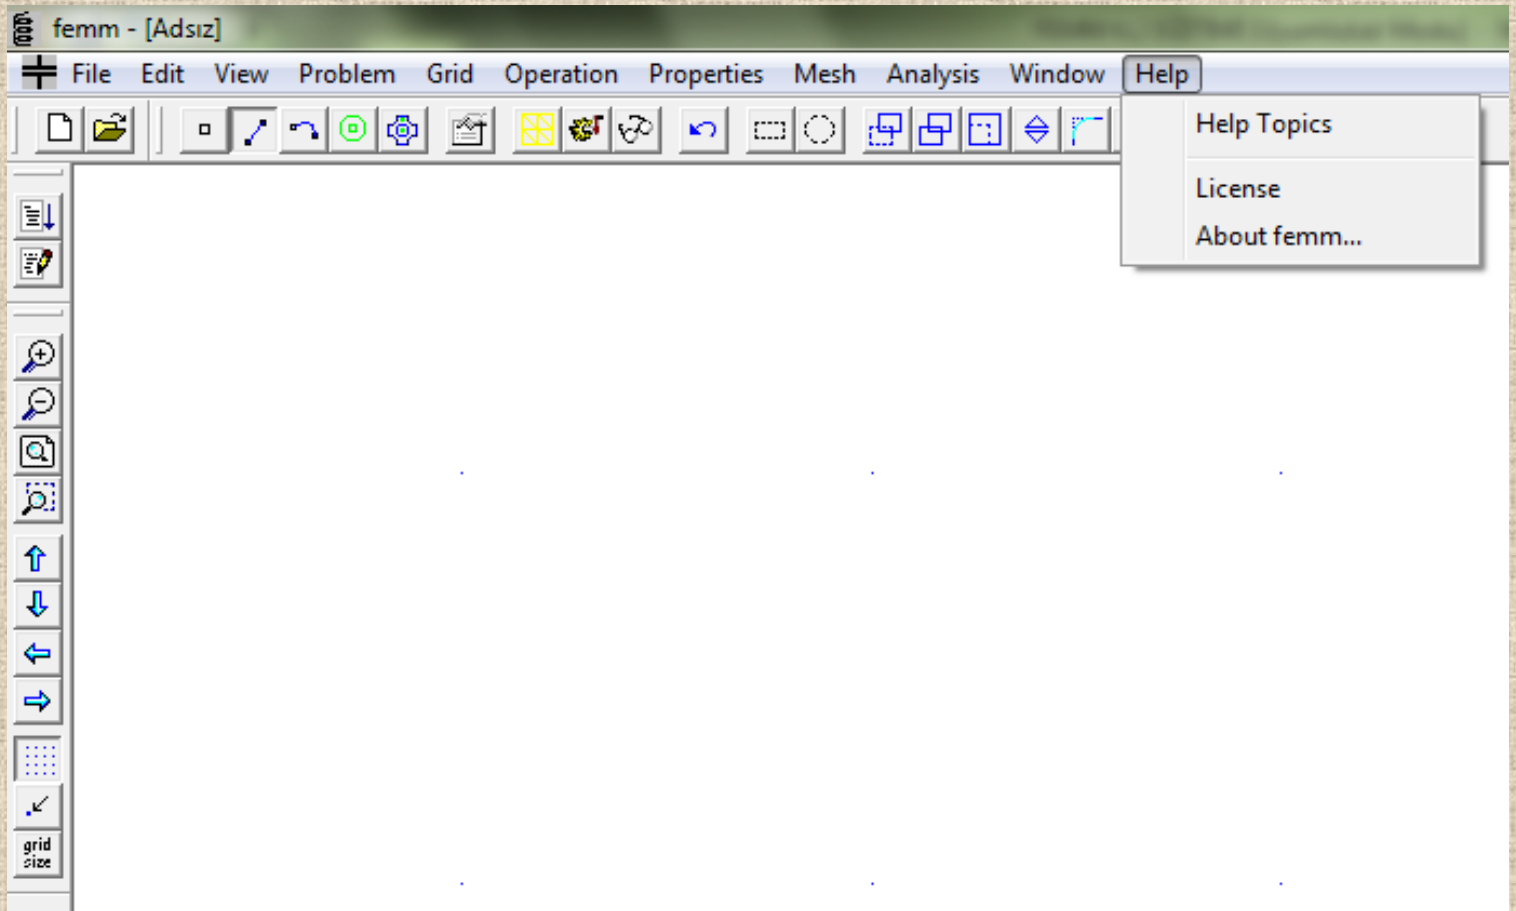 femm - [Adsız]
File Edit View Problem Grid Operation Properties Mesh Analysis Window Help
Help Topics
License
About femm...
grid
size